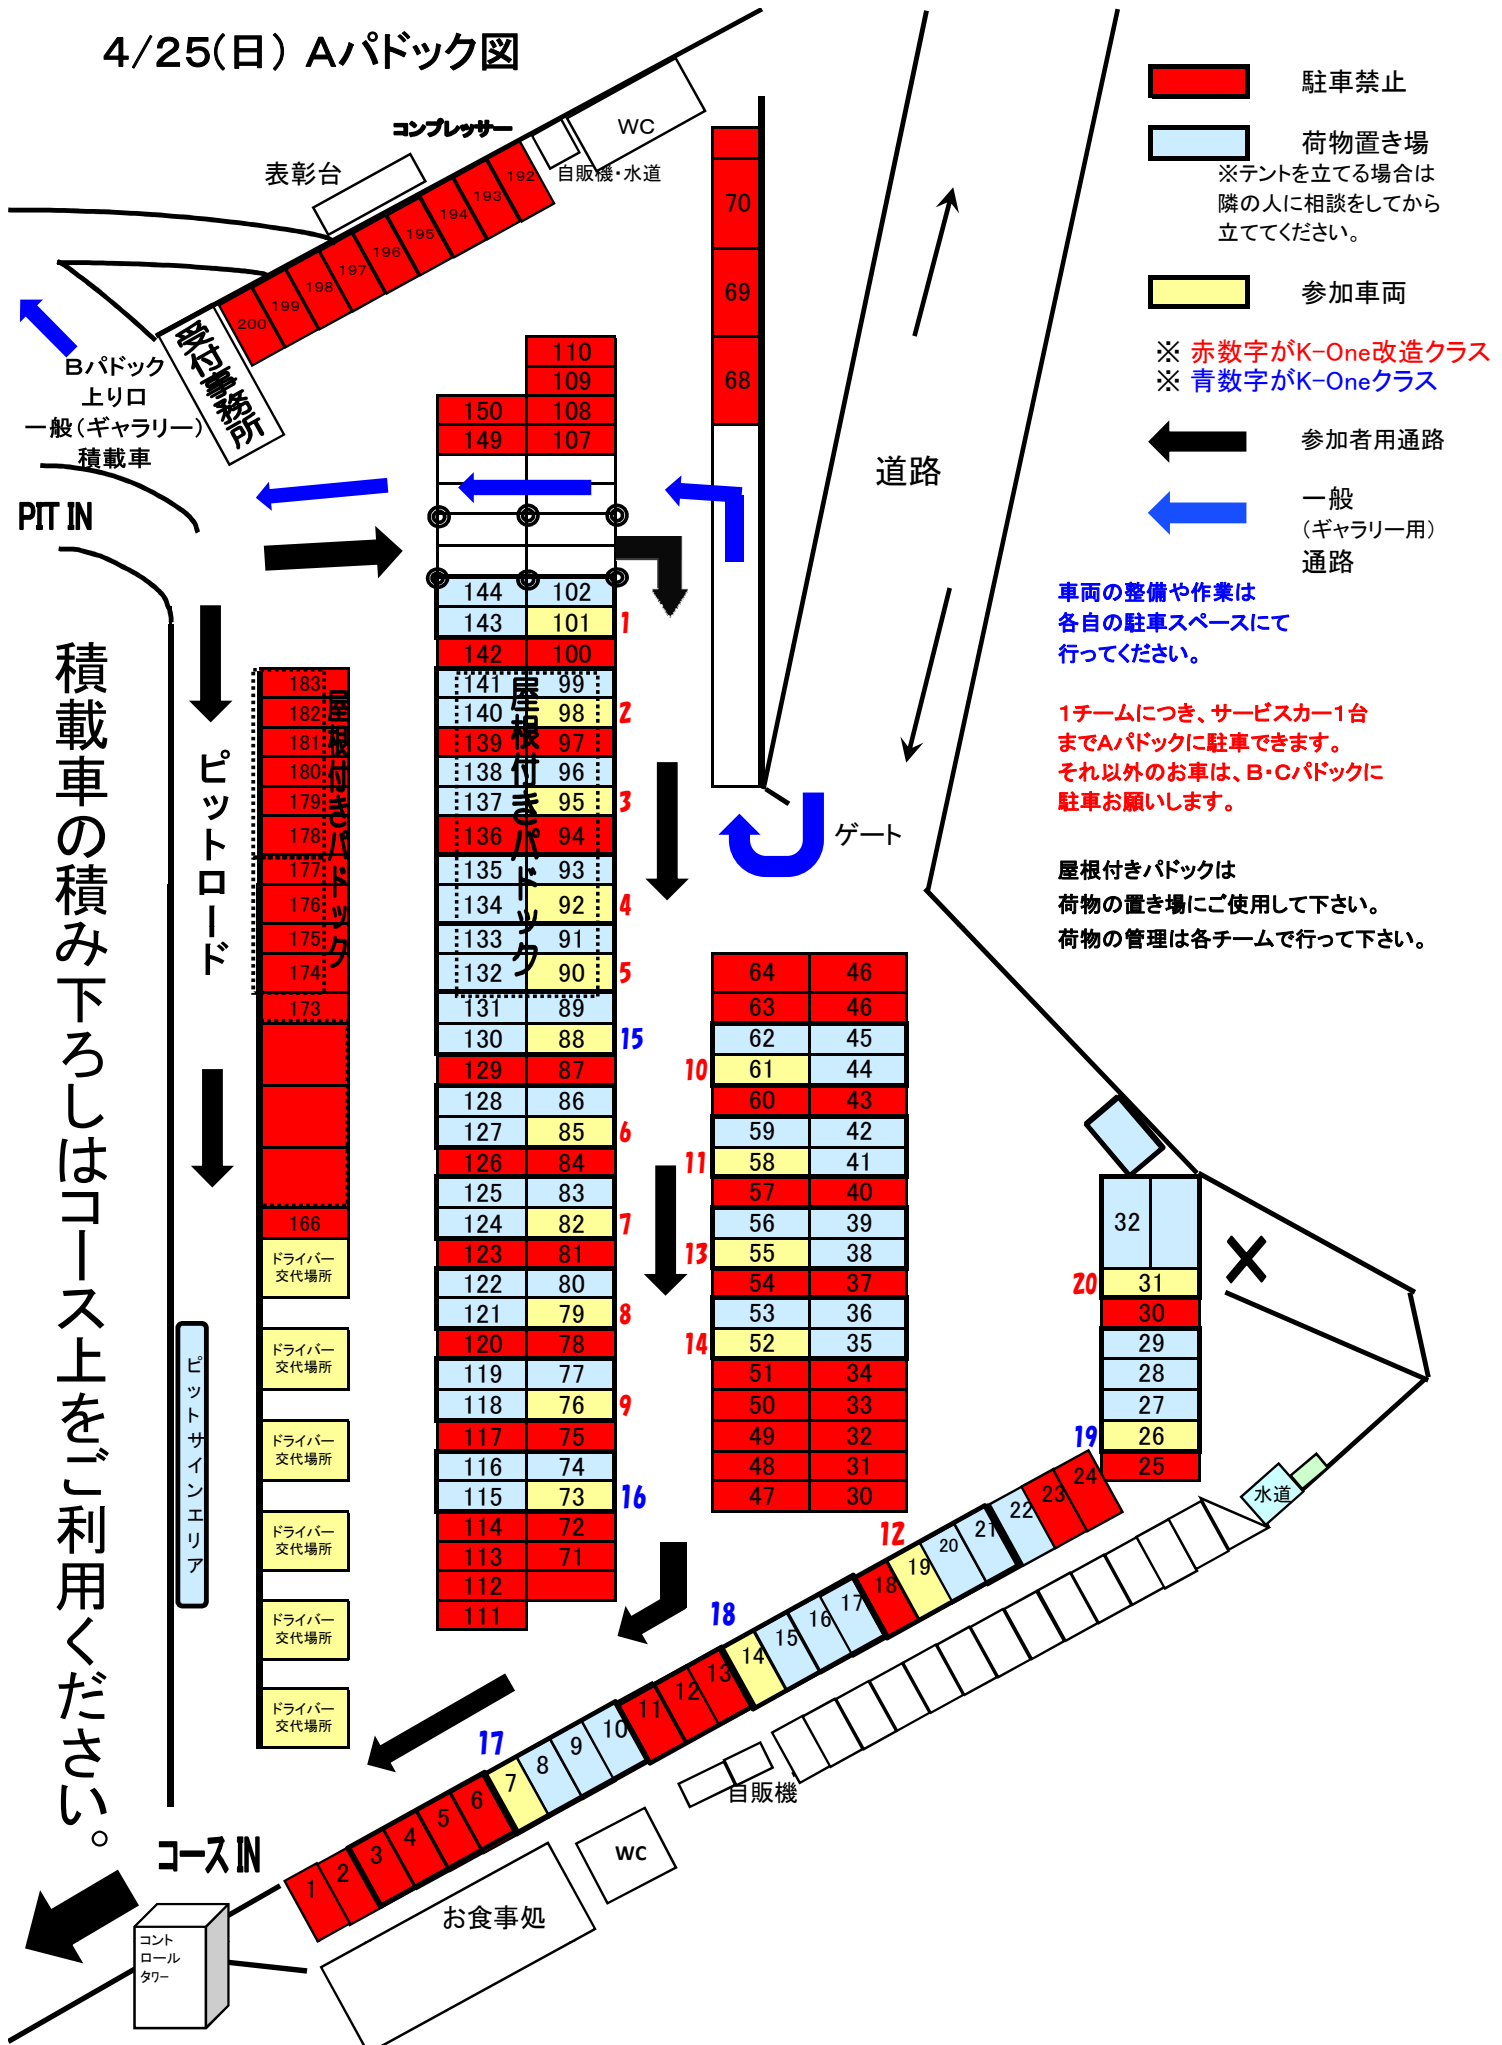 4/25(日) Aパドック図
駐車禁止
荷物置き場
※テントを立てる場合は
隣の人に相談をしてから
立ててください。
参加車両
※ 赤数字がK-One改造クラス
※ 青数字がK-Oneクラス
参加者用通路
一般
(ギャラリー用)
通路
車両の整備や作業は
各自の駐車スペースにて
行ってください。
1チームにつき、サービスカー1台
までAパドックに駐車できます。
それ以外のお車は、B・Cパドックに
駐車お願いします。
屋根付きパドックは
荷物の置き場にご使用して下さい。
荷物の管理は各チームで行って下さい。
コンプレッサー
表彰台
WC
自販機・水道
192
193
194
195
196
197
198
199
200
受付事務所
Bパドック
上り口
一般(ギャラリー)
積載車
PIT IN
70
69
68
道路
ゲート
110
109
150 108
149 107
144 102
143 101 1
142 100
141 99
140 98 2
139 97
138 96
137 95 3
136 94
135 93
134 92 4
133 91
132 90 5
131 89
130 88 15
129 87
128 86
127 85 6
126 84
125 83
124 82 7
123 81
122 80
121 79 8
120 78
119 77
118 76 9
117 75
116 74
115 73 16
114 72
113 71
112
111
屋根付きパドック
183
182
181
180
179
178
177
176
175
174
173
166
屋根付きパドック
ピットロード
積載車の積み下ろしはコース上をご利用ください。
ピットサインエリア
ドライバー
交代場所
ドライバー
交代場所
ドライバー
交代場所
ドライバー
交代場所
ドライバー
交代場所
ドライバー
交代場所
64 46
63 46
62 45
10 61 44
60 43
59 42
11 58 41
57 40
56 39
13 55 38
54 37
53 36
14 52 35
51 34
50 33
49 32
48 31
47 30
32
20 31
30
29
28
27
19 26
25
水道
24
23
22
21
20
12 19
18
17
16
15
18 14
13
12
11
10
9
8
17 7
6
5
4
3
2
1
自販機
WC
お食事処
コースIN
コント
ロール
タワー